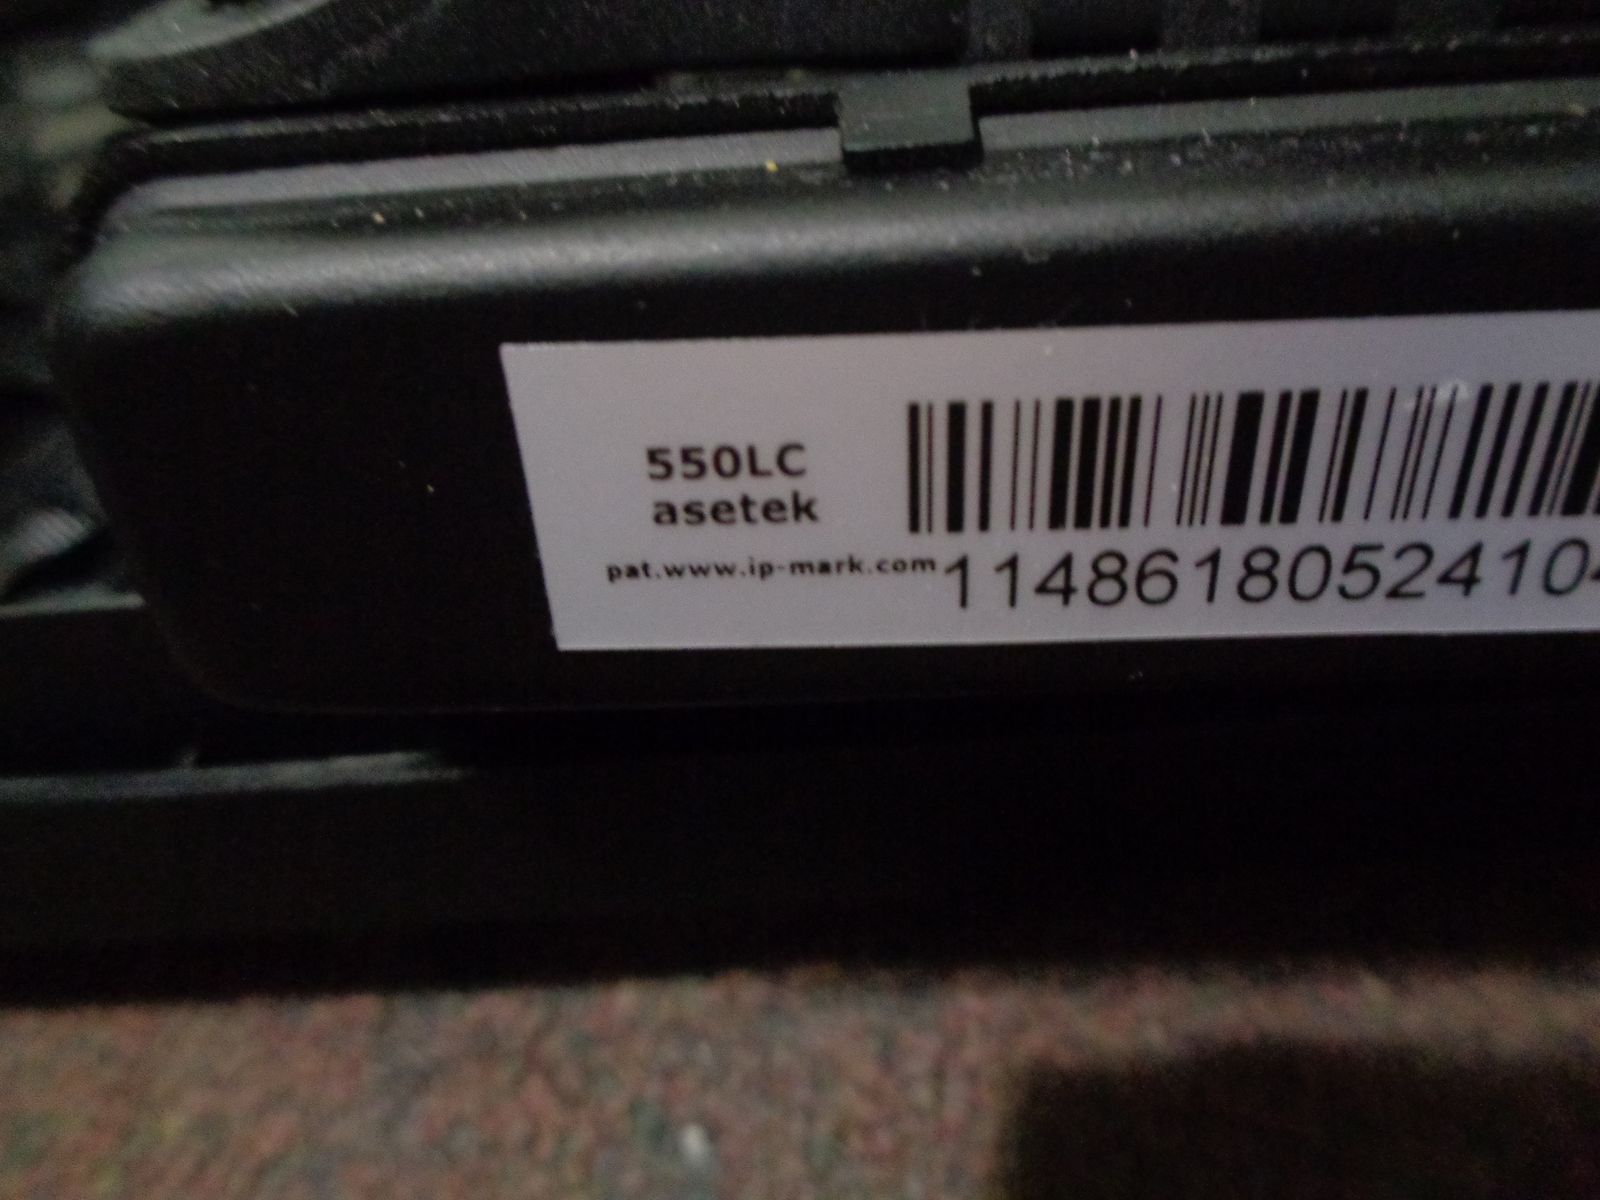 550LC
asetek
pat.www.ip-mark.com
11486180524104